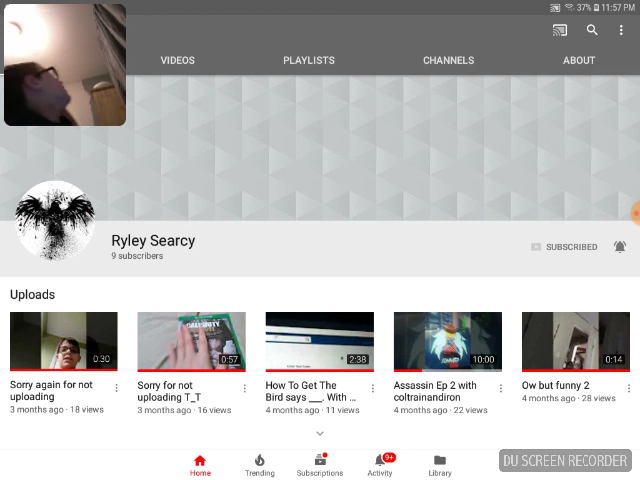 37% 11:57 PM
VIDEOS PLAYLISTS CHANNELS ABOUT
Ryley Searcy
9 subscribers
SUBSCRIBED
Uploads
0:30 0:57 2:38 10:00 0:14
Sorry again for not uploading
3 months ago · 18 views
Sorry for not uploading T_T
3 months ago · 16 views
How To Get The Bird says ___. With ...
4 months ago · 11 views
Assassin Ep 2 with coltrainandiron
4 months ago · 22 views
Ow but funny 2
4 months ago · 28 views
Home Trending Subscriptions Activity Library
9+
DU SCREEN RECORDER